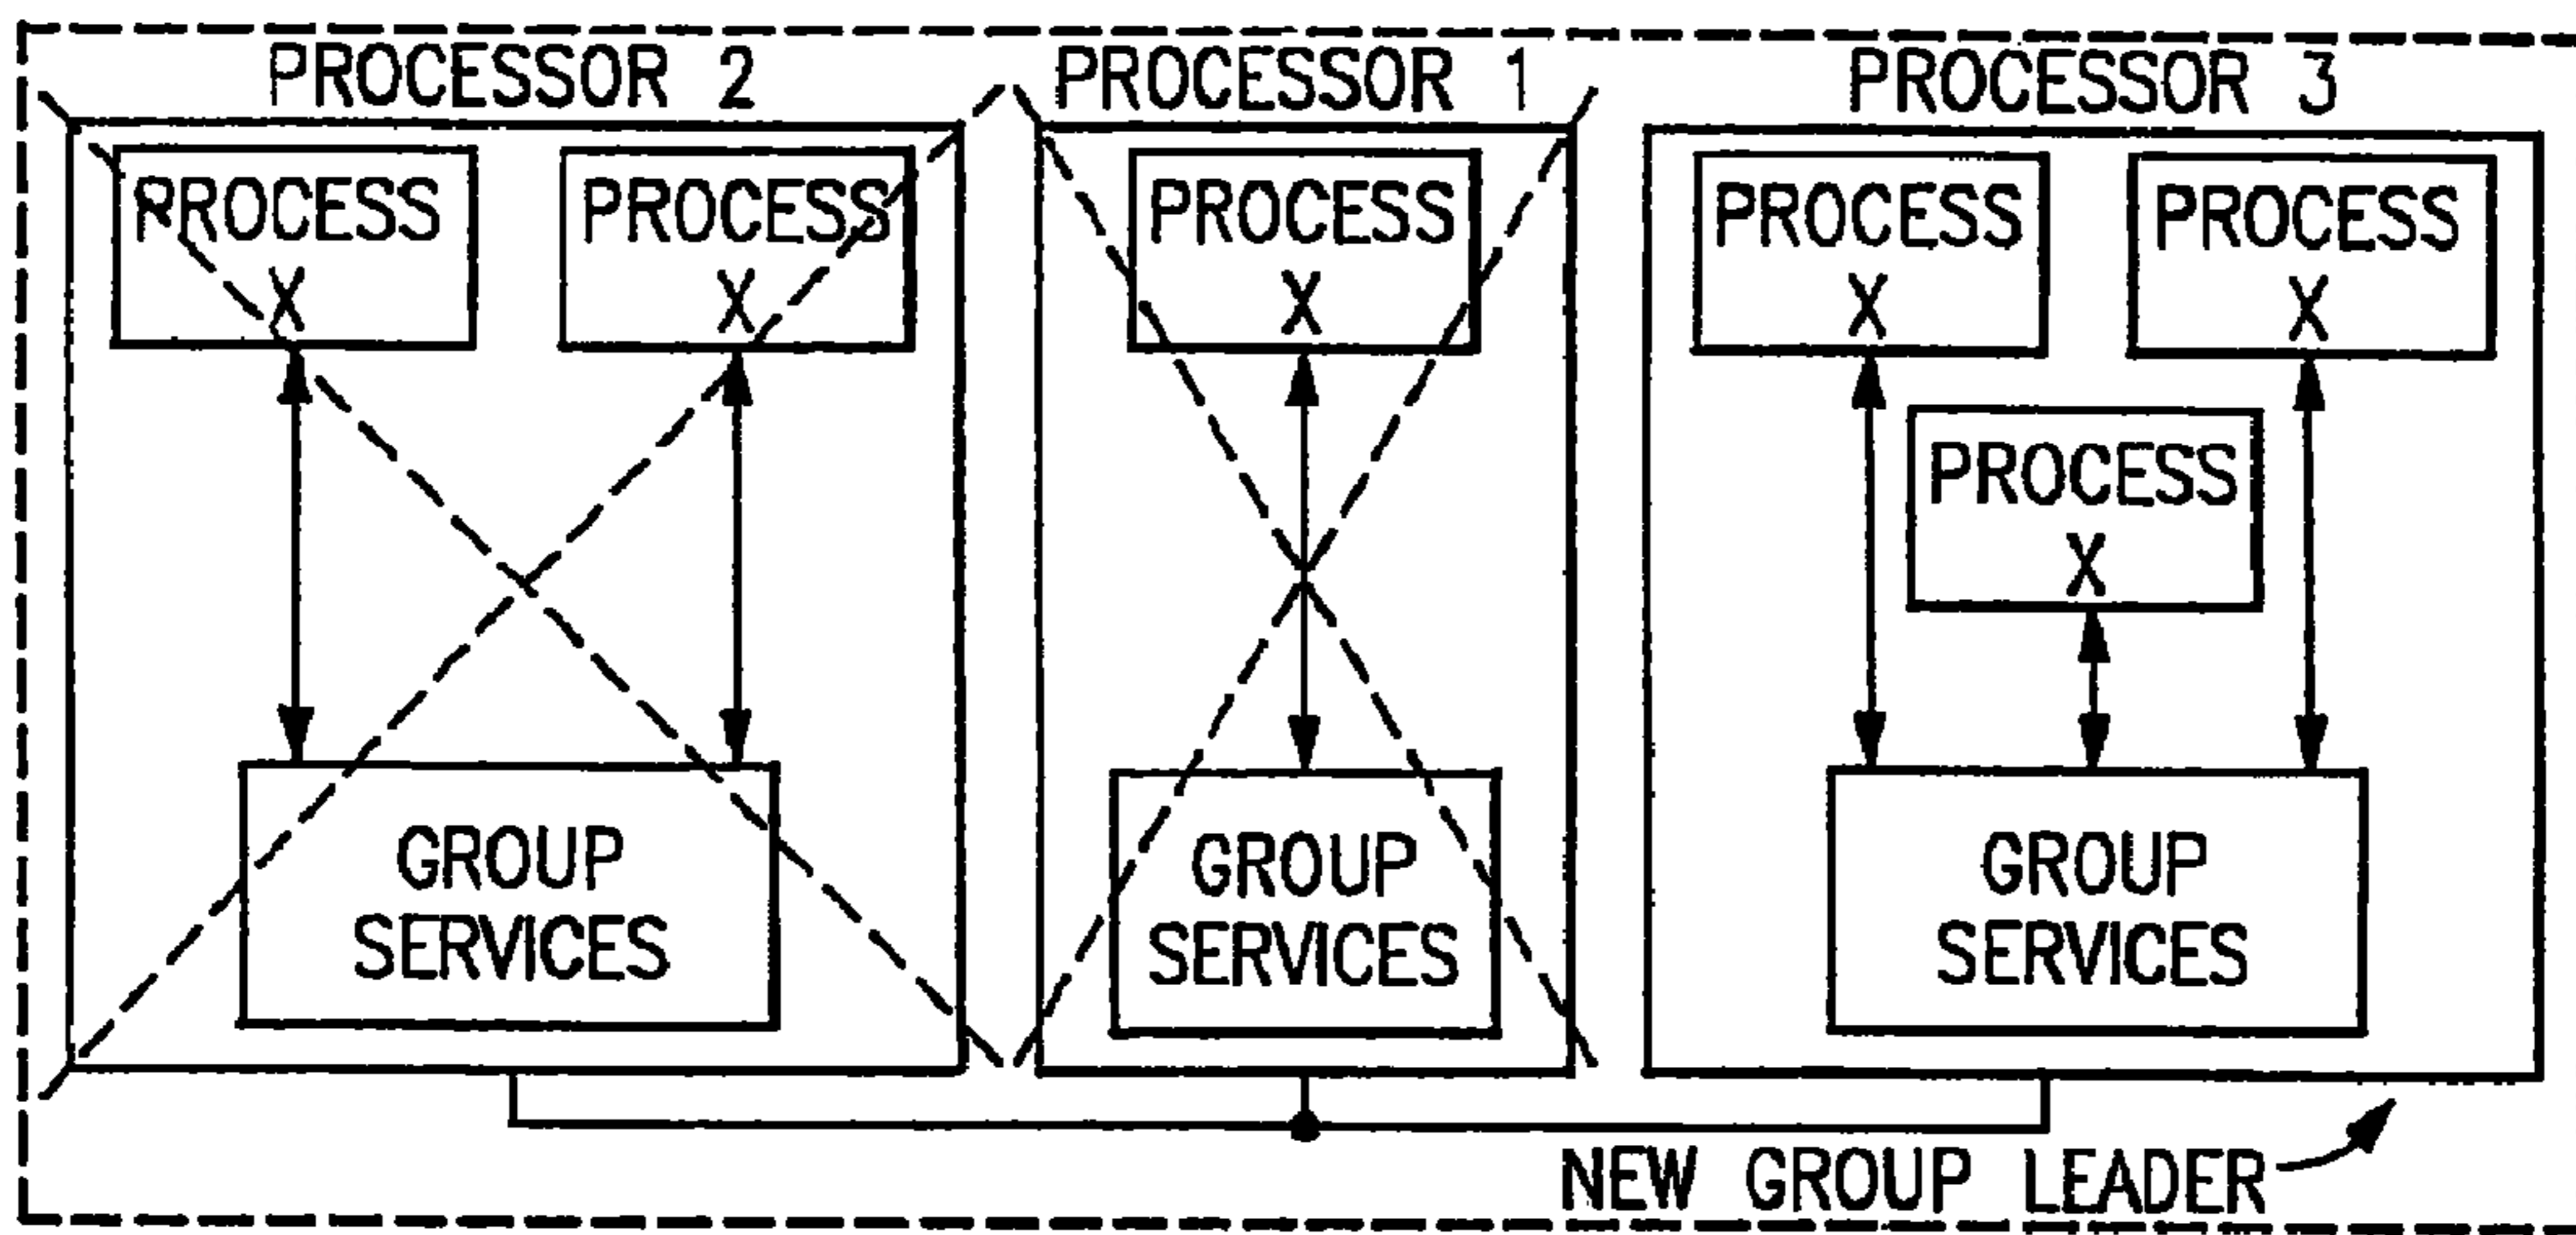 PROCESSOR 2
PROCESSOR 1
PROCESSOR 3
PROCESS
X
PROCESS
X
PROCESS
X
PROCESS
X
PROCESS
X
PROCESS
X
GROUP
SERVICES
GROUP
SERVICES
GROUP
SERVICES
NEW GROUP LEADER